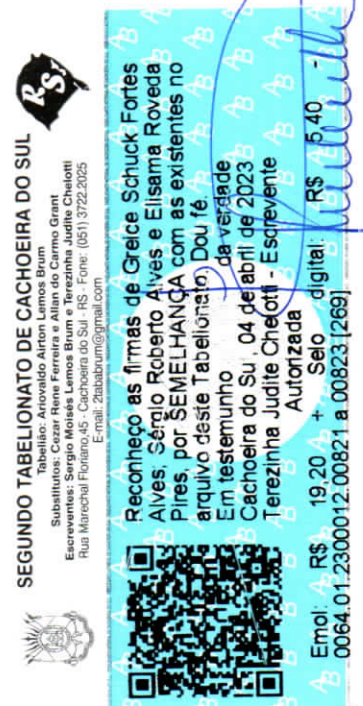 SEGUNDO TABELIONATO DE CACHOEIRA DO SUL
Tabelião: Ariovaldo Airton Lemos Brum
Substitutos: Cezar Rene Ferreira e Allan do Carmo Grant
Escreventes: Sergio Moisés Lemos Brum e Terezinha Judite Chelotti
Rua Marechal Floriano,45 - Cachoeira do Sul - RS - Fone: (051) 3722.2025
E-mail: 2tababrum@gmail.com
RS
Reconheço as firmas de Greice Schuck Fortes
Alves, Sérgio Roberto Alves e Elisama Roveda
Pires, por SEMELHANÇA com as existentes no
arquivo deste Tabelionato, Dou fé.
Em testemunho da verdade
Cachoeira do Sul , 04 de abril de 2023
Terezinha Judite Chelotti - Escrevente
Autorizada
Emol: R$ 19,20 + Selo digital: R$ 5,40 -
0064.01.2300012.00821 a 00823 [269]